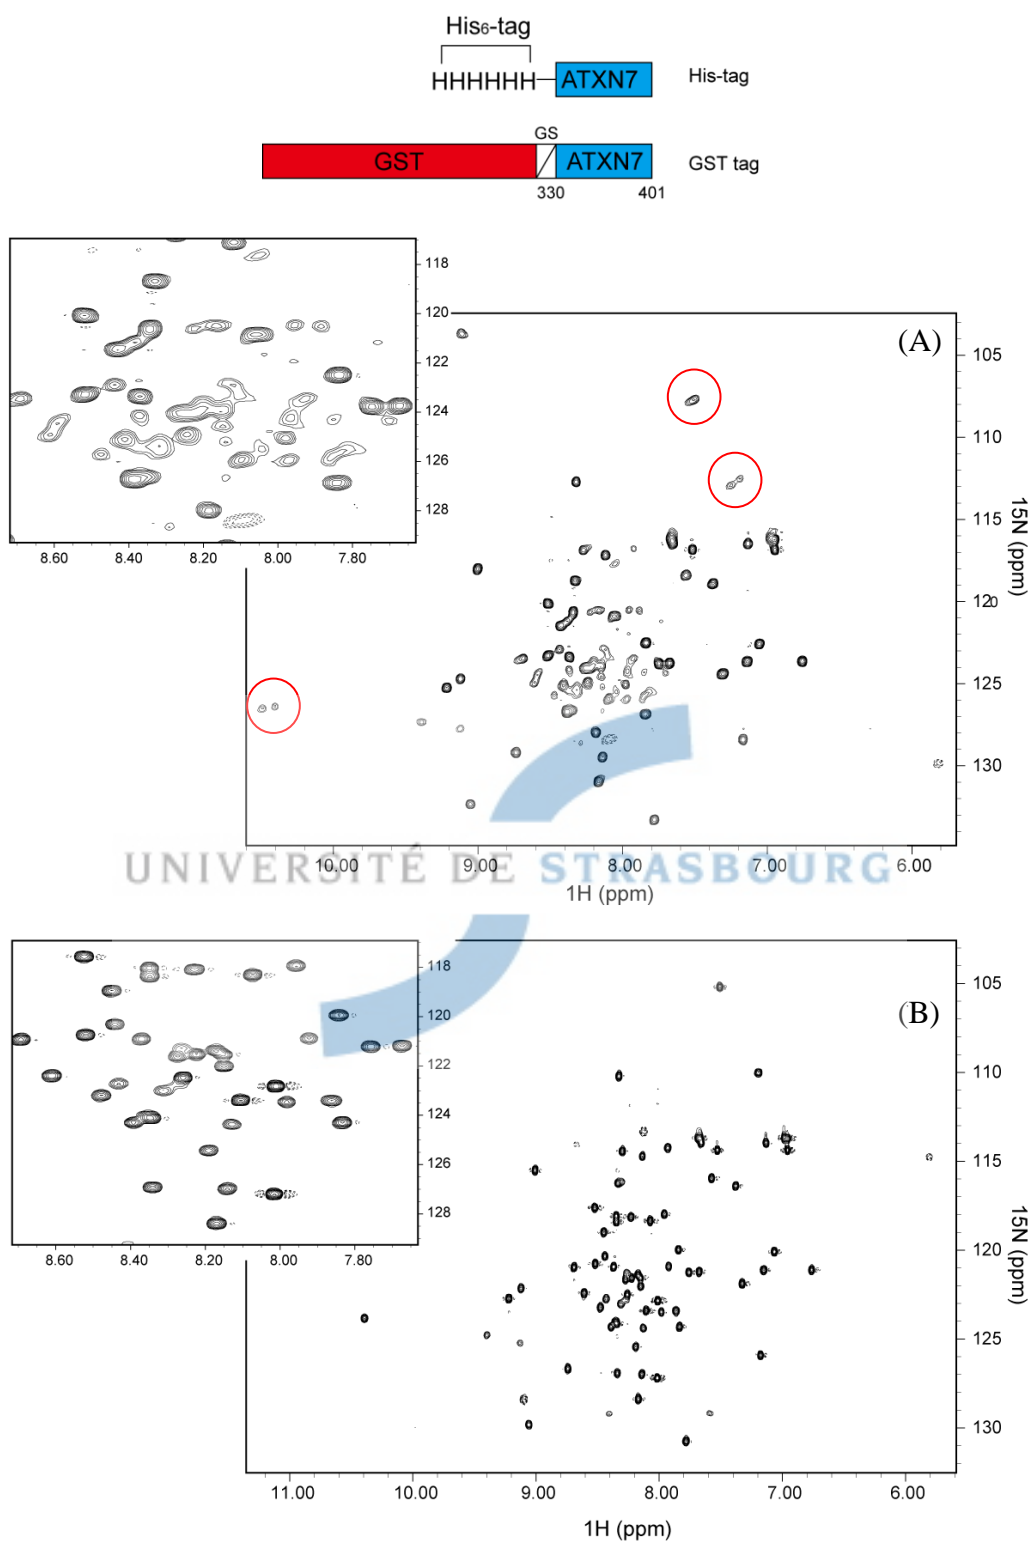 His6-tag
HHHHHH ATXN7 His-tag
GS
GST ATXN7 GST tag
330 401
118
120
122
124
126
128
8.60 8.40 8.20 8.00 7.80
(A)
105
110
115
120
125
130
15N (ppm)
10.00 9.00 8.00 7.00 6.00
1H (ppm)
UNIVERSITÉ DE STRASBOURG
118
120
122
124
126
128
8.60 8.40 8.20 8.00 7.80
(B)
105
110
115
120
125
130
15N (ppm)
11.00 10.00 9.00 8.00 7.00 6.00
1H (ppm)